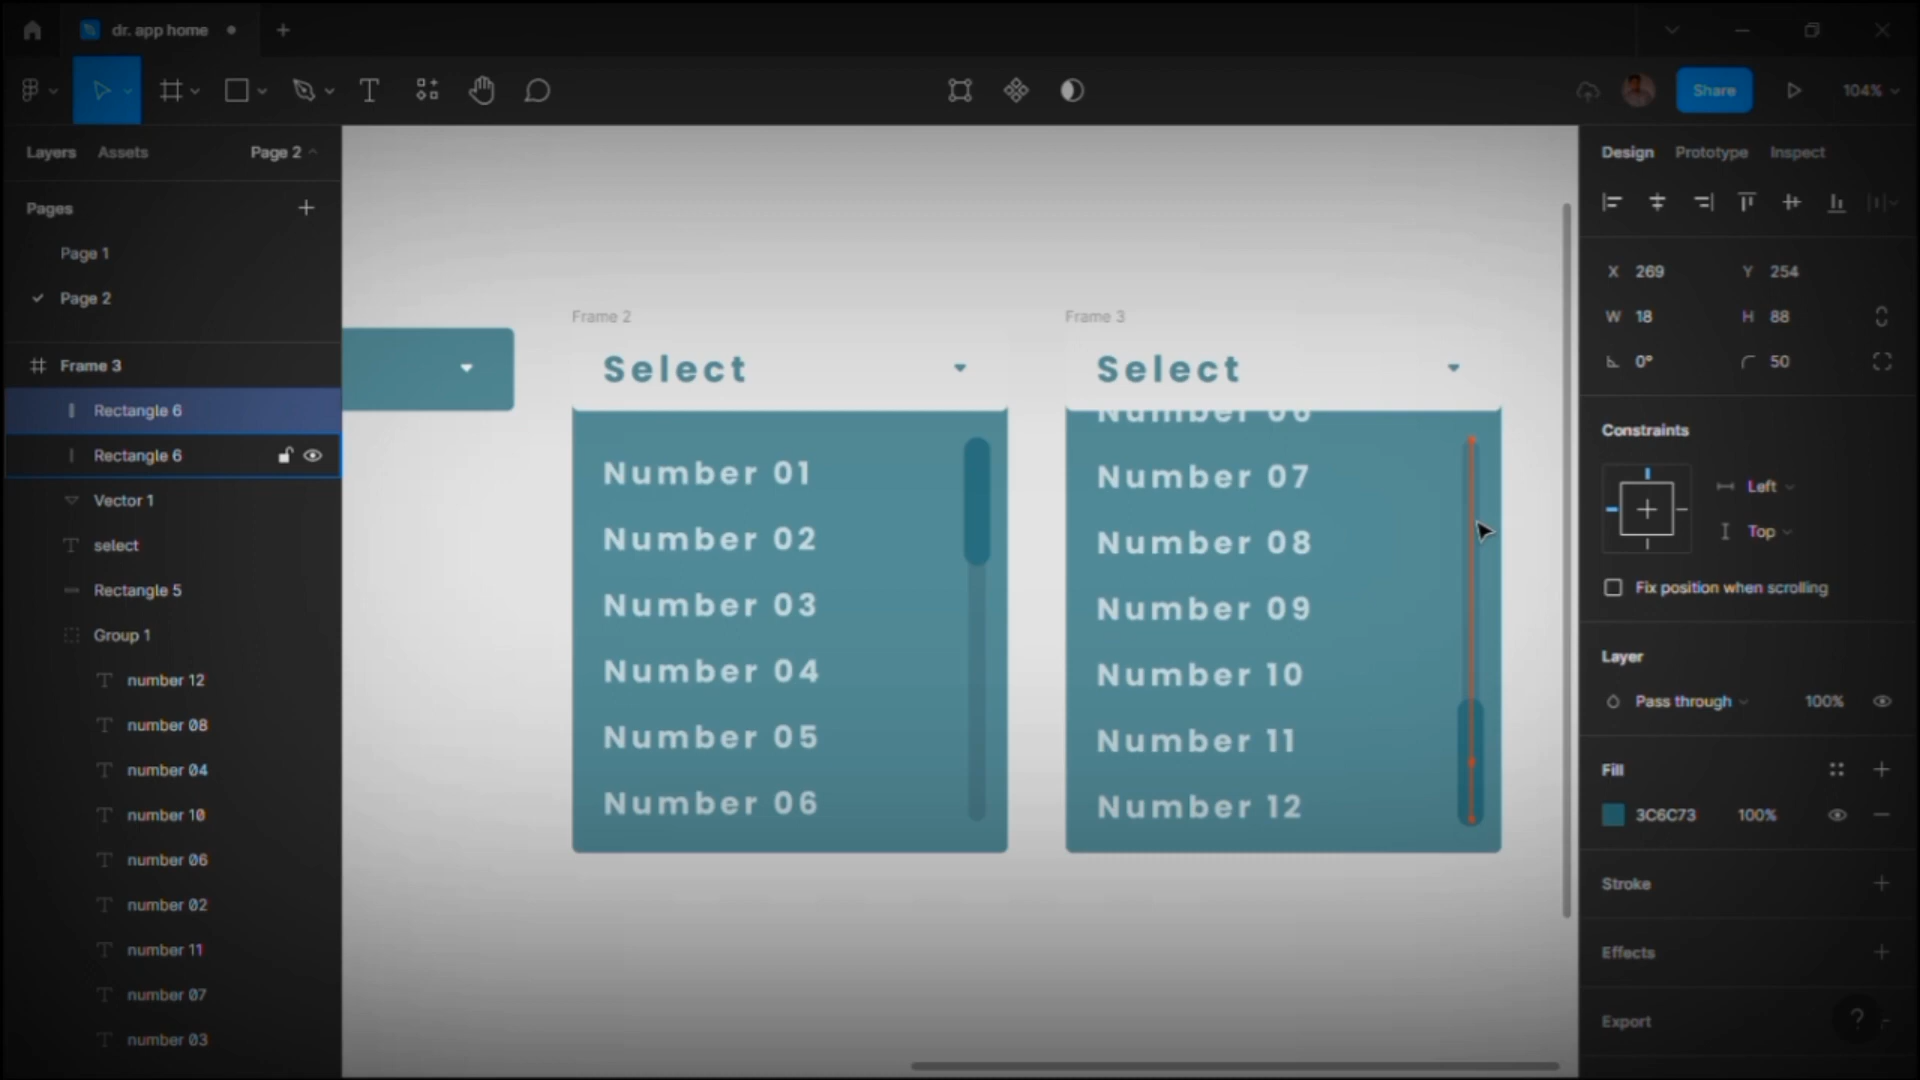 dr. app home
Share
104%
Layers Assets Page 2
Pages
Page 1
Page 2
Frame 3
Rectangle 6
Rectangle 6
Vector 1
select
Rectangle 5
Group 1
number 12
number 08
number 04
number 10
number 06
number 02
number 11
number 07
number 03
Frame 2
Select
Number 01
Number 02
Number 03
Number 04
Number 05
Number 06
Frame 3
Select
Number 06
Number 07
Number 08
Number 09
Number 10
Number 11
Number 12
Design Prototype Inspect
X 269 Y 254
W 18 H 88
0° 50
Constraints
Left
Top
Fix position when scrolling
Layer
Pass through 100%
Fill
3C6C73 100%
Stroke
Effects
Export
?